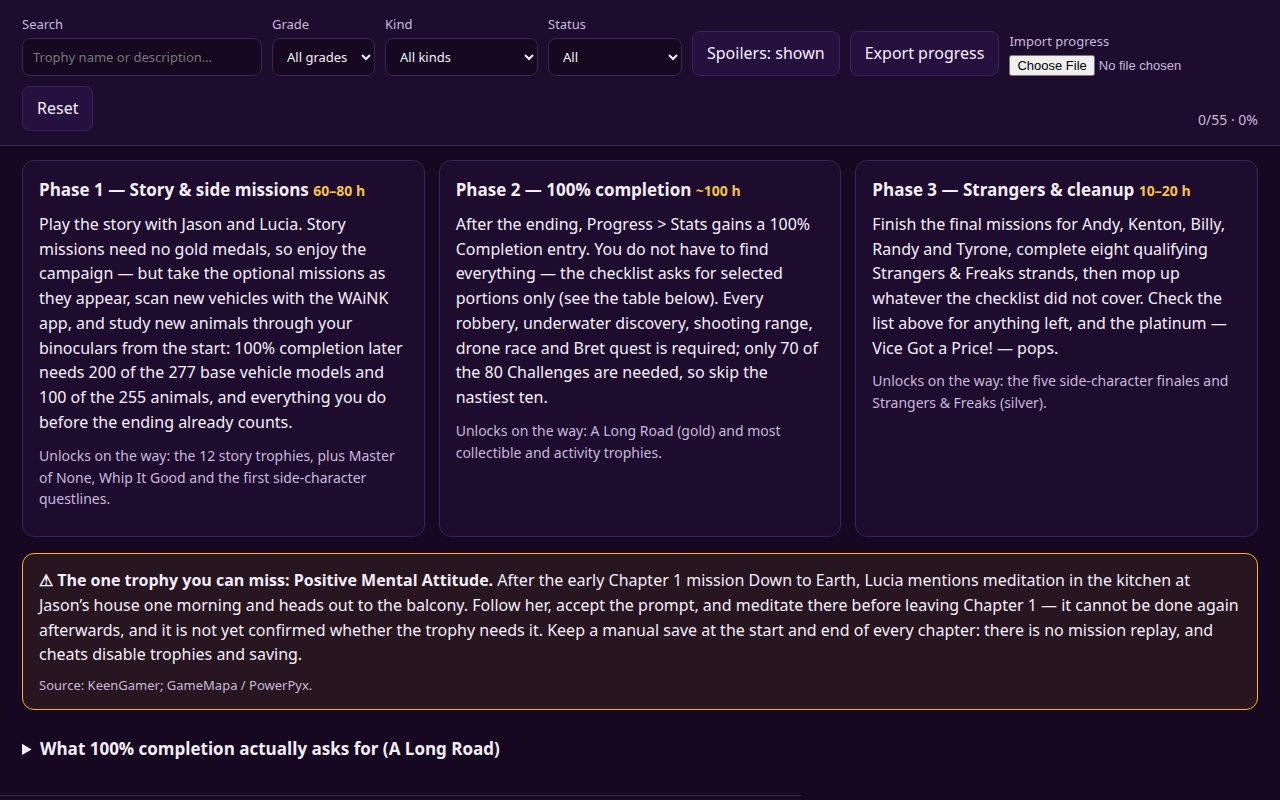 Search
Grade
Kind
Status
Trophy name or description...
All grades
All kinds
All
Spoilers: shown
Export progress
Import progress
Choose File No file chosen
Reset
0/55 · 0%
Phase 1 — Story & side missions 60–80 h
Play the story with Jason and Lucia. Story
missions need no gold medals, so enjoy the
campaign — but take the optional missions as
they appear, scan new vehicles with the WAiNK
app, and study new animals through your
binoculars from the start: 100% completion later
needs 200 of the 277 base vehicle models and
100 of the 255 animals, and everything you do
before the ending already counts.
Unlocks on the way: the 12 story trophies, plus Master
of None, Whip It Good and the first side-character
questlines.
Phase 2 — 100% completion ~100 h
After the ending, Progress > Stats gains a 100%
Completion entry. You do not have to find
everything — the checklist asks for selected
portions only (see the table below). Every
robbery, underwater discovery, shooting range,
drone race and Bret quest is required; only 70 of
the 80 Challenges are needed, so skip the
nastiest ten.
Unlocks on the way: A Long Road (gold) and most
collectible and activity trophies.
Phase 3 — Strangers & cleanup 10–20 h
Finish the final missions for Andy, Kenton, Billy,
Randy and Tyrone, complete eight qualifying
Strangers & Freaks strands, then mop up
whatever the checklist did not cover. Check the
list above for anything left, and the platinum —
Vice Got a Price! — pops.
Unlocks on the way: the five side-character finales and
Strangers & Freaks (silver).
⚠ The one trophy you can miss: Positive Mental Attitude. After the early Chapter 1 mission Down to Earth, Lucia mentions meditation in the kitchen at
Jason’s house one morning and heads out to the balcony. Follow her, accept the prompt, and meditate there before leaving Chapter 1 — it cannot be done again
afterwards, and it is not yet confirmed whether the trophy needs it. Keep a manual save at the start and end of every chapter: there is no mission replay, and
cheats disable trophies and saving.
Source: KeenGamer; GameMapa / PowerPyx.
▶ What 100% completion actually asks for (A Long Road)